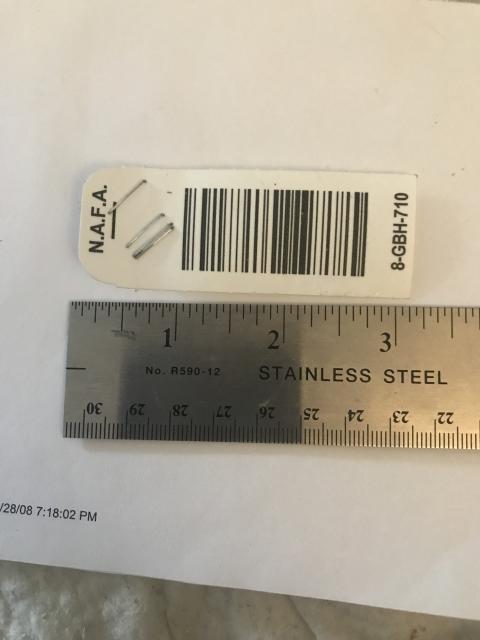 N.A.F.A.
8-GBH-710
1 2 3
No. R590-12 STAINLESS STEEL
30 29 28 27 26 25 24 23 22
/28/08 7:18:02 PM